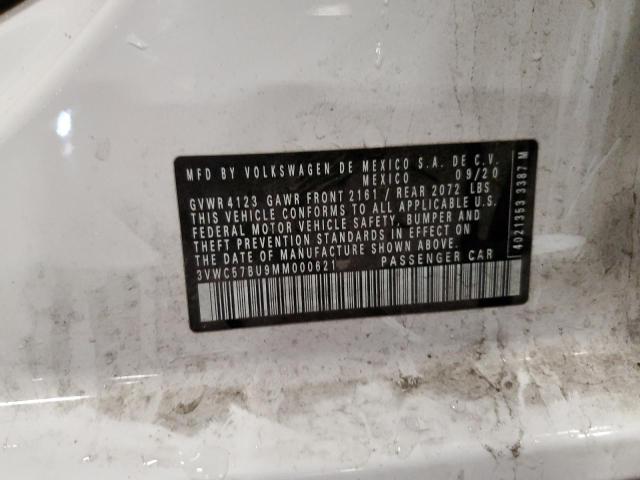 MFD BY VOLKSWAGEN DE MEXICO S.A. DE C.V.
MEXICO 09/20
GVWR 4123 GAWR FRONT 2161 / REAR 2072 LBS
THIS VEHICLE CONFORMS TO ALL APPLICABLE U.S.
FEDERAL MOTOR VEHICLE SAFETY, BUMPER AND
THEFT PREVENTION STANDARDS IN EFFECT ON
THE DATE OF MANUFACTURE SHOWN ABOVE.
3VWC57BU9MM000621 PASSENGER CAR
4021353 3387 M